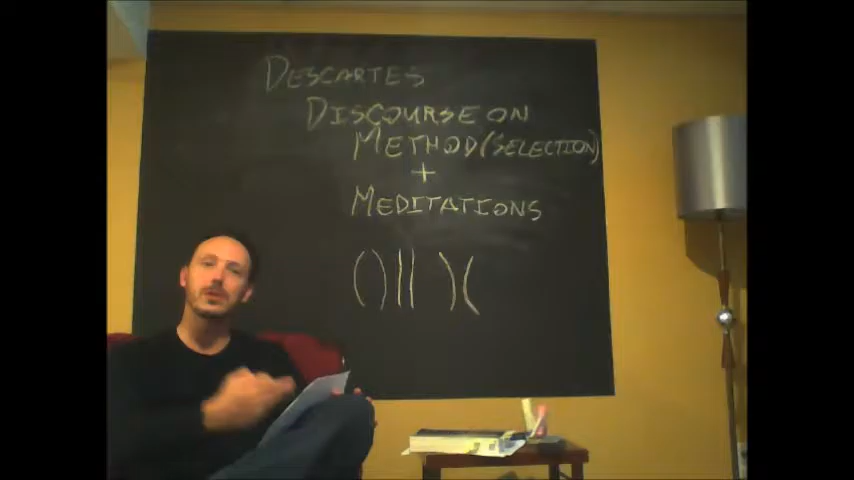 DESCARTES
DISCOURSE ON
METHOD (SELECTION)
+
MEDITATIONS
() || )(